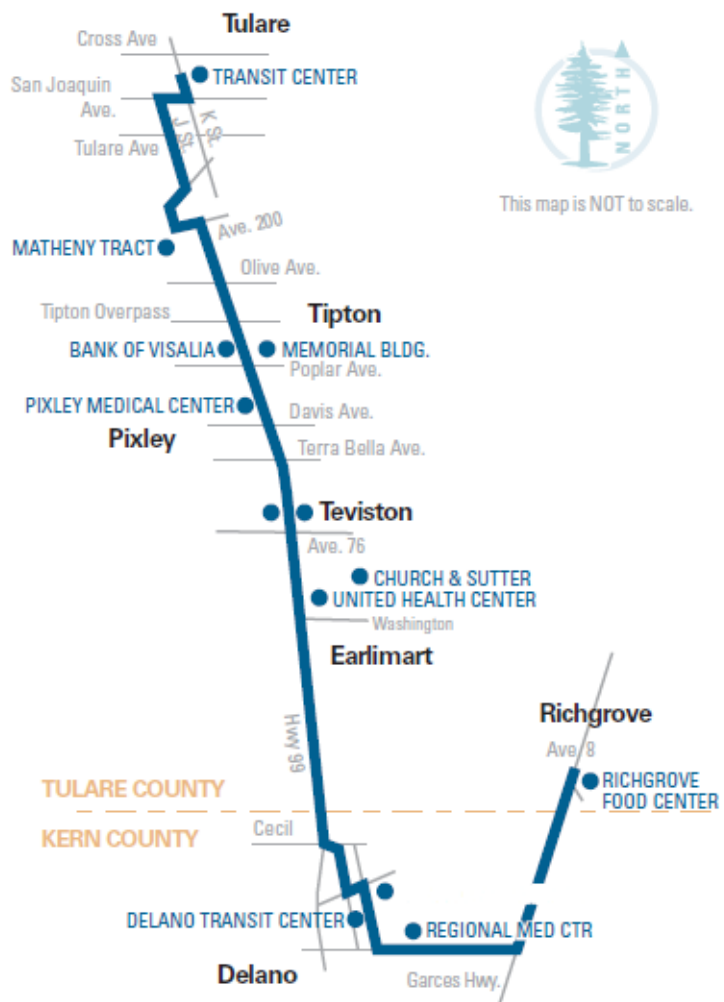 Tulare
Cross Ave
TRANSIT CENTER
San Joaquin
Ave.
K St.
J St.
Tulare Ave
NORTH
This map is NOT to scale.
Ave. 200
MATHENY TRACT
Olive Ave.
Tipton Overpass
Tipton
BANK OF VISALIA
MEMORIAL BLDG.
Poplar Ave.
PIXLEY MEDICAL CENTER
Davis Ave.
Pixley
Terra Bella Ave.
Teviston
Ave. 76
CHURCH & SUTTER
UNITED HEALTH CENTER
Washington
Earlimart
Richgrove
Hwy 99
Ave. 8
TULARE COUNTY
RICHGROVE
FOOD CENTER
KERN COUNTY
Cecil
DELANO TRANSIT CENTER
REGIONAL MED CTR
Delano
Garces Hwy.